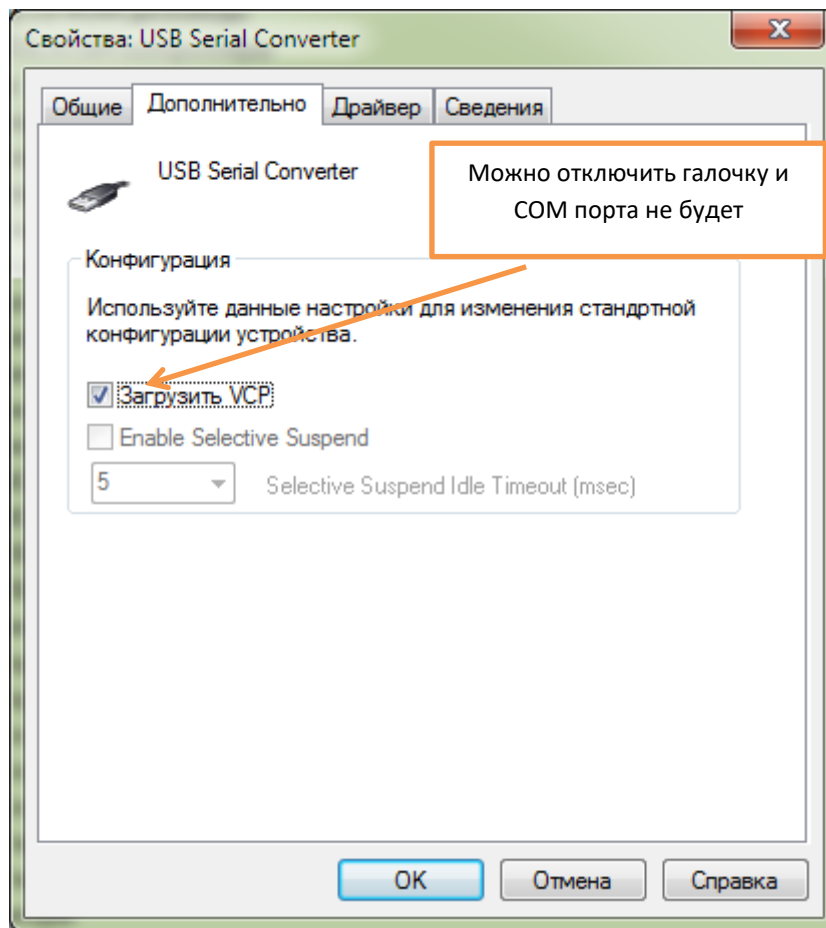 Свойства: USB Serial Converter
Общие Дополнительно Драйвер Сведения
USB Serial Converter
Можно отключить галочку и
COM порта не будет
Конфигурация
Используйте данные настройки для изменения стандртной
конфигурации устройства.
Загрузить VCP
Enable Selective Suspend
5 Selective Suspend Idle Timeout (msec)
OK Отмена Справка